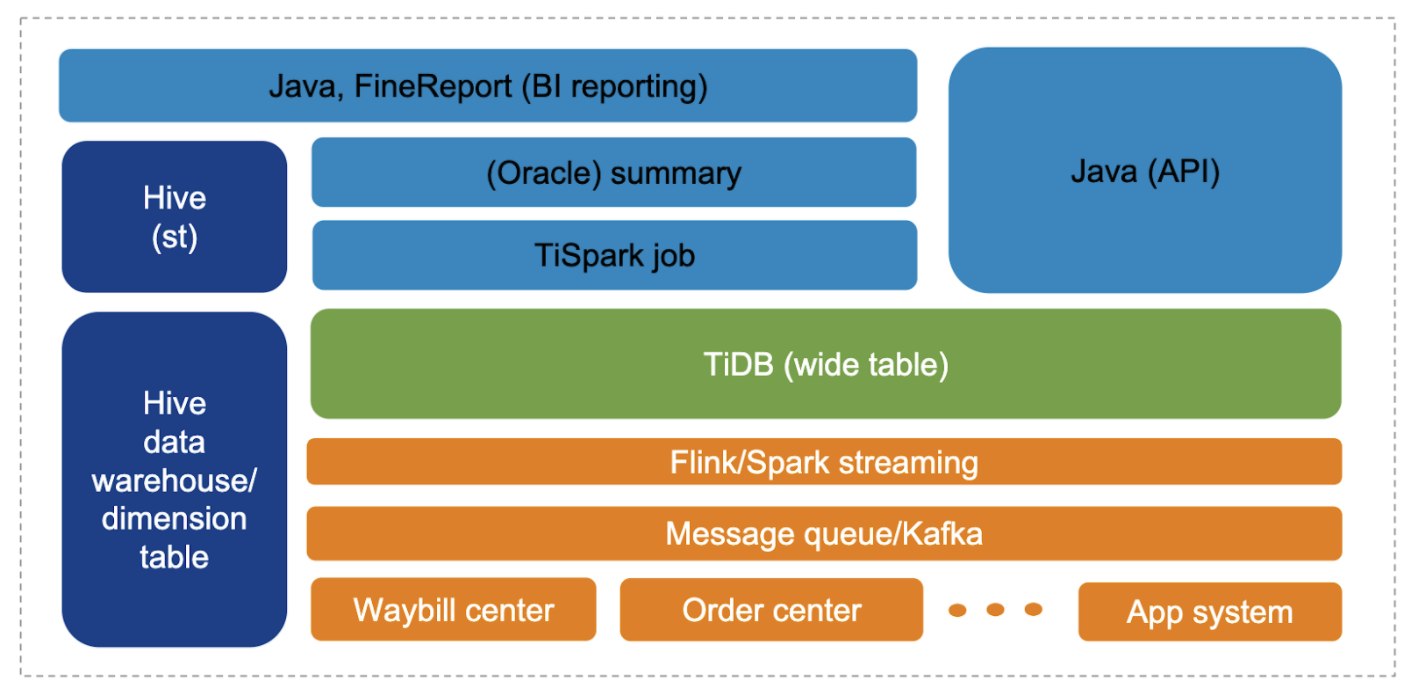 Java, FineReport (BI reporting)
Java (API)
Hive
(st)
(Oracle) summary
TiSpark job
Hive
data
warehouse/
dimension
table
TiDB (wide table)
Flink/Spark streaming
Message queue/Kafka
Waybill center
Order center
App system